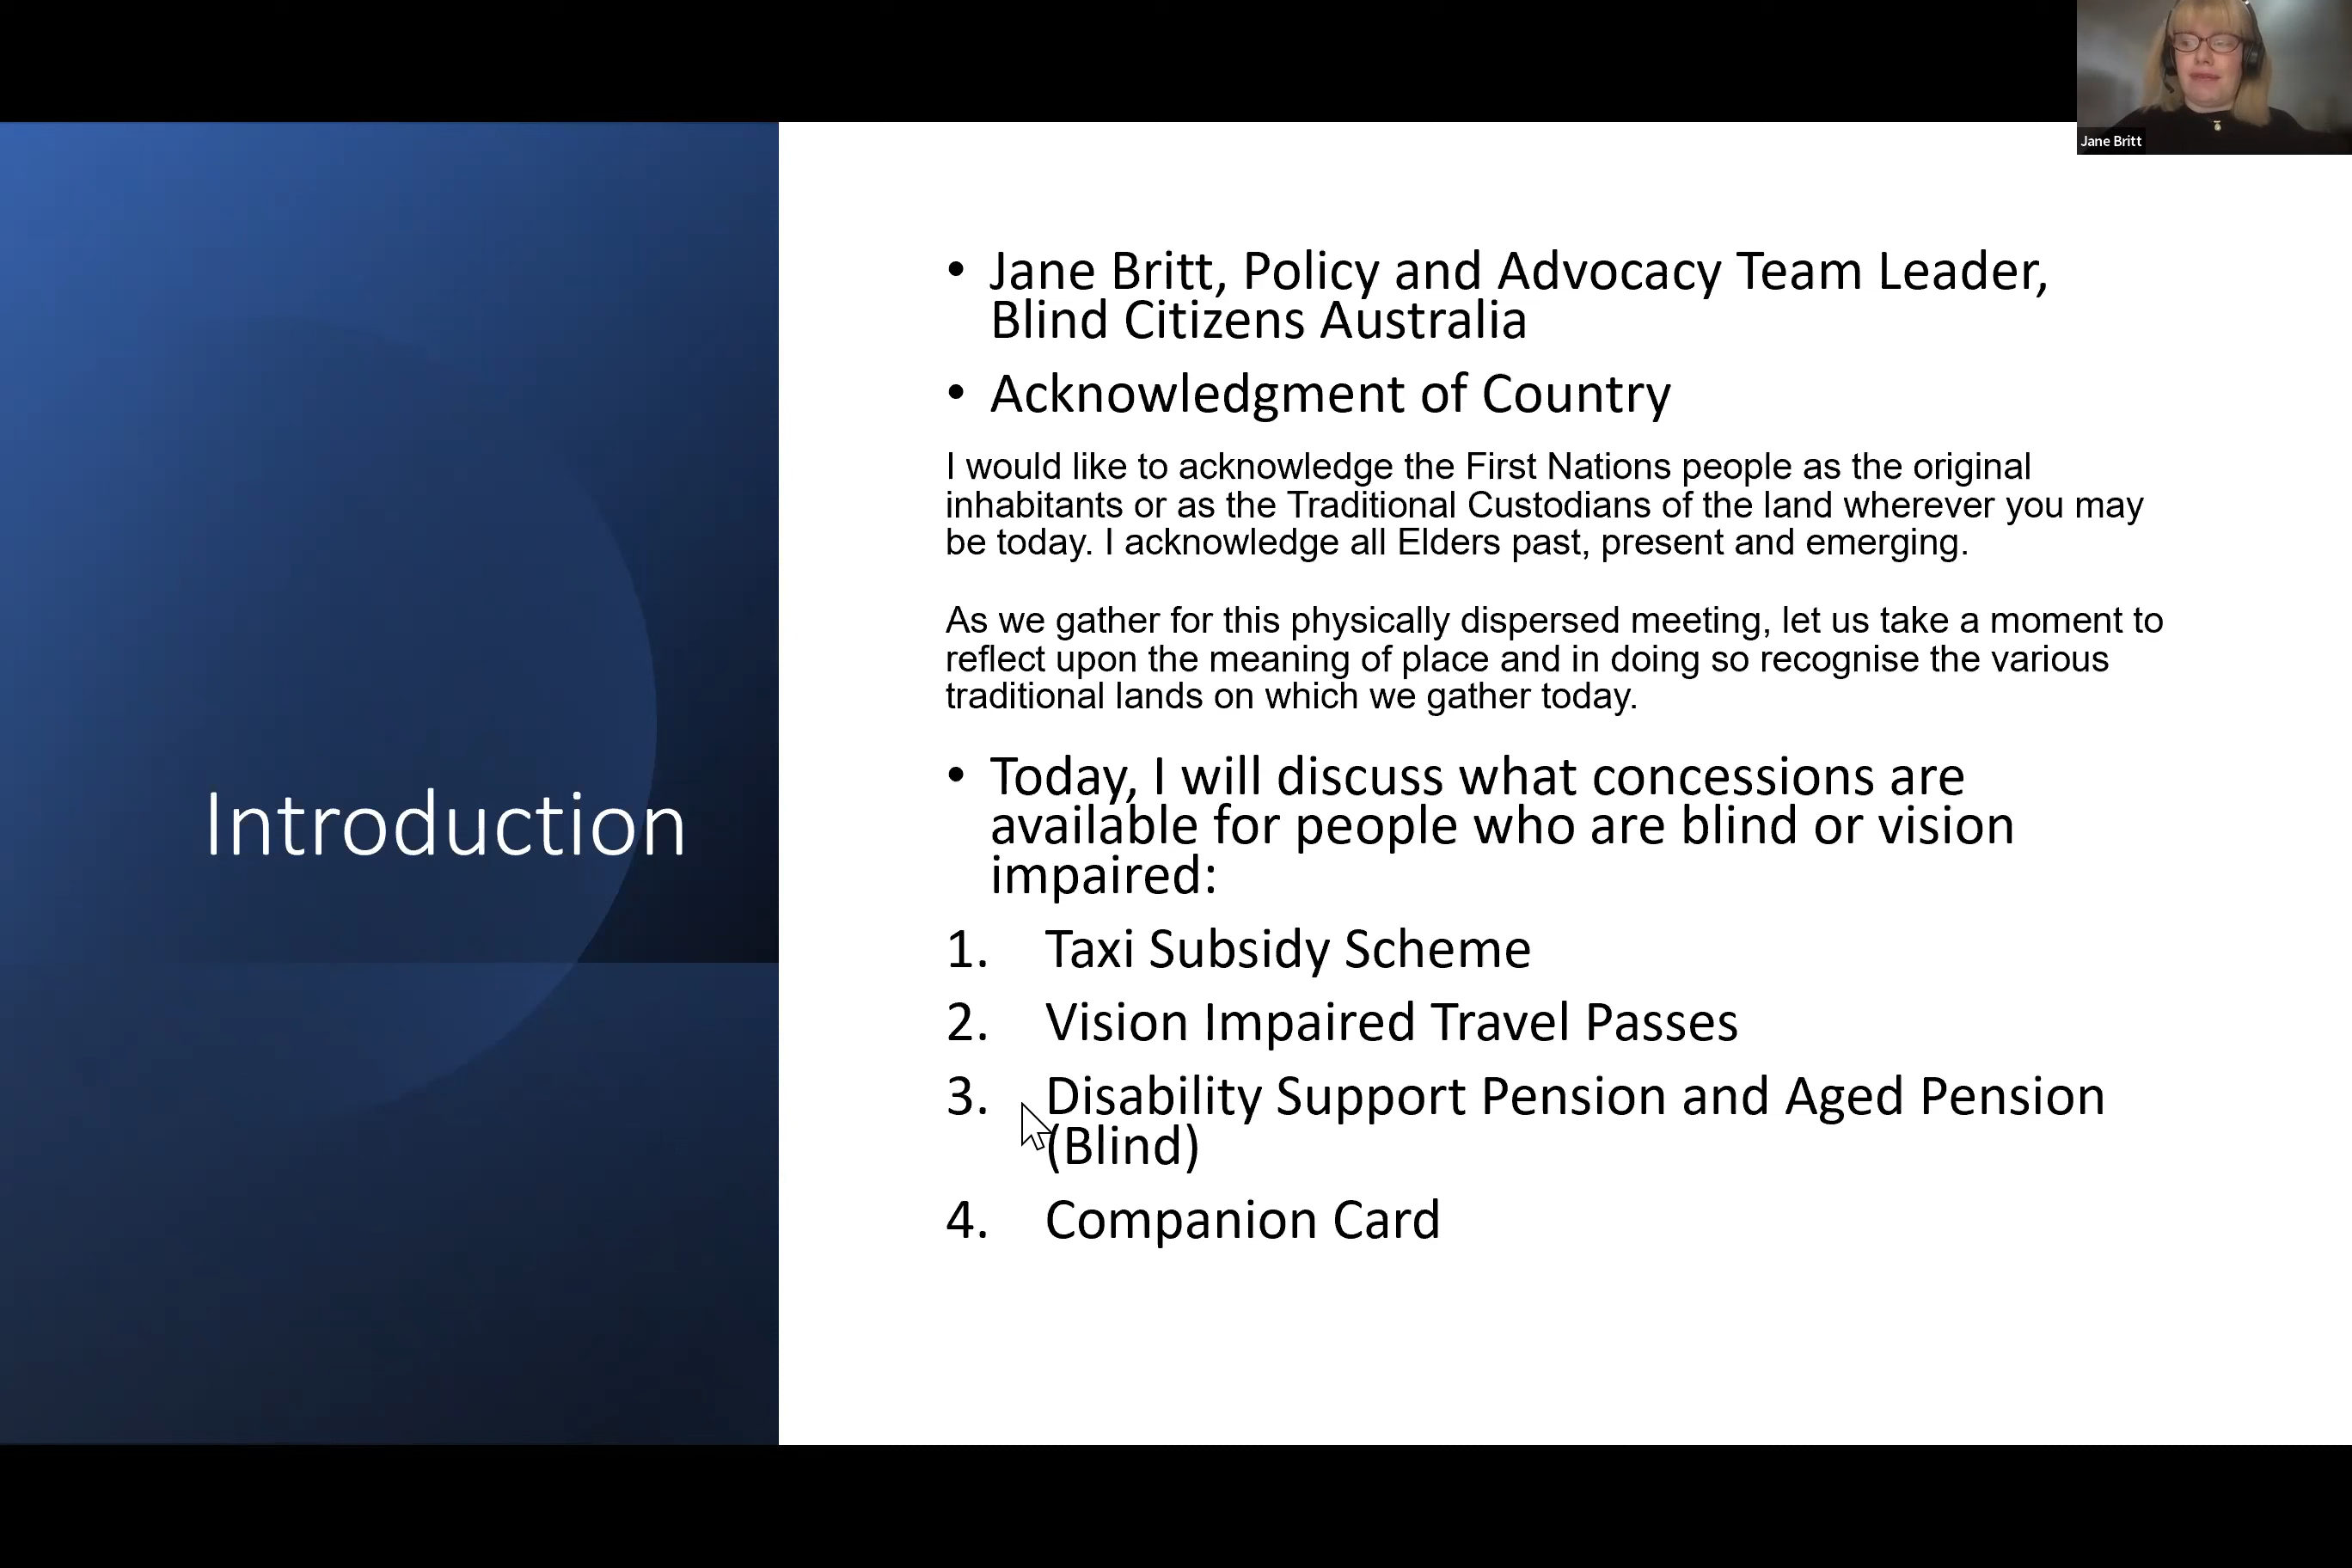 Jane Britt
Introduction
• Jane Britt, Policy and Advocacy Team Leader,
Blind Citizens Australia
• Acknowledgment of Country
I would like to acknowledge the First Nations people as the original
inhabitants or as the Traditional Custodians of the land wherever you may
be today. I acknowledge all Elders past, present and emerging.
As we gather for this physically dispersed meeting, let us take a moment to
reflect upon the meaning of place and in doing so recognise the various
traditional lands on which we gather today.
• Today, I will discuss what concessions are
available for people who are blind or vision
impaired:
1. Taxi Subsidy Scheme
2. Vision Impaired Travel Passes
3. Disability Support Pension and Aged Pension
(Blind)
4. Companion Card